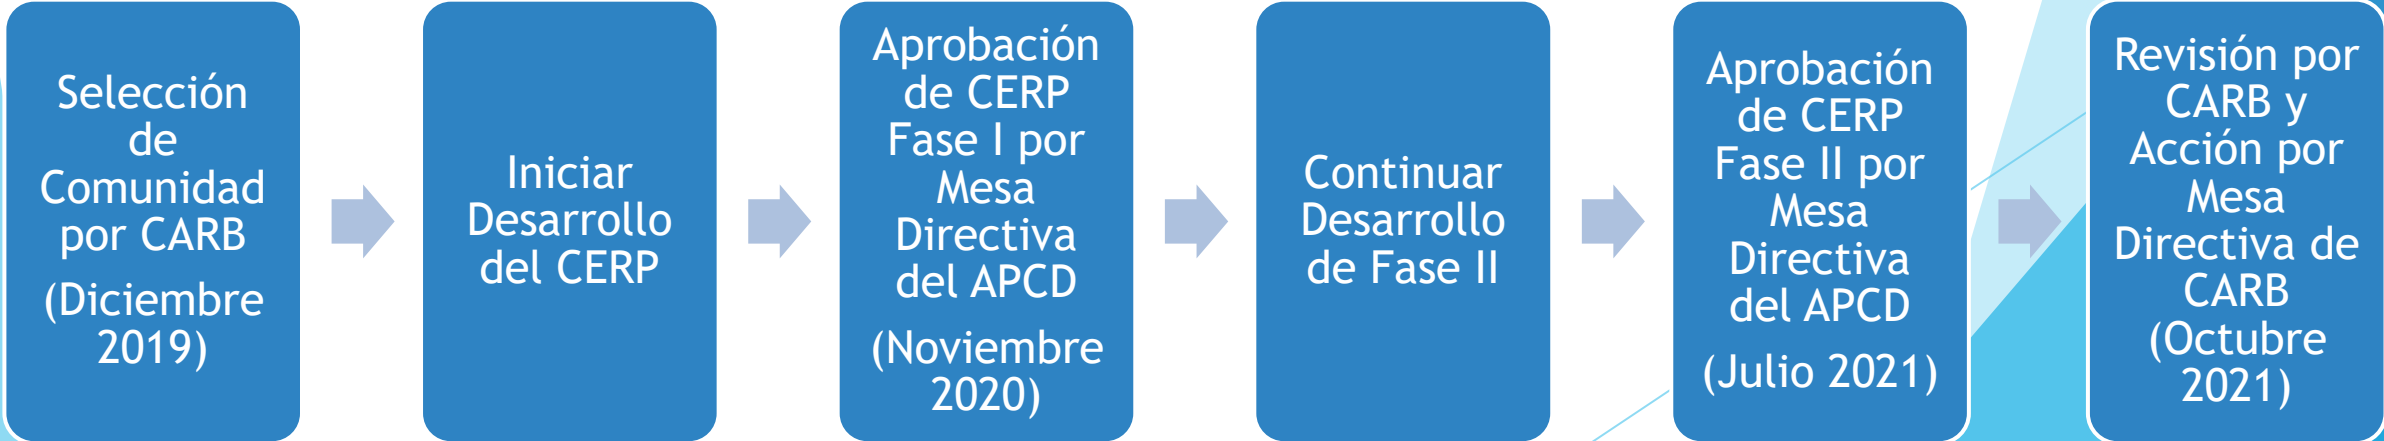 Selección
de
Comunidad
por CARB
(Diciembre
2019)
Iniciar
Desarrollo
del CERP
Aprobación
de CERP
Fase I por
Mesa
Directiva
del APCD
(Noviembre
2020)
Continuar
Desarrollo
de Fase II
Aprobación
de CERP
Fase II por
Mesa
Directiva
del APCD
(Julio 2021)
Revisión por
CARB y
Acción por
Mesa
Directiva de
CARB
(Octubre
2021)